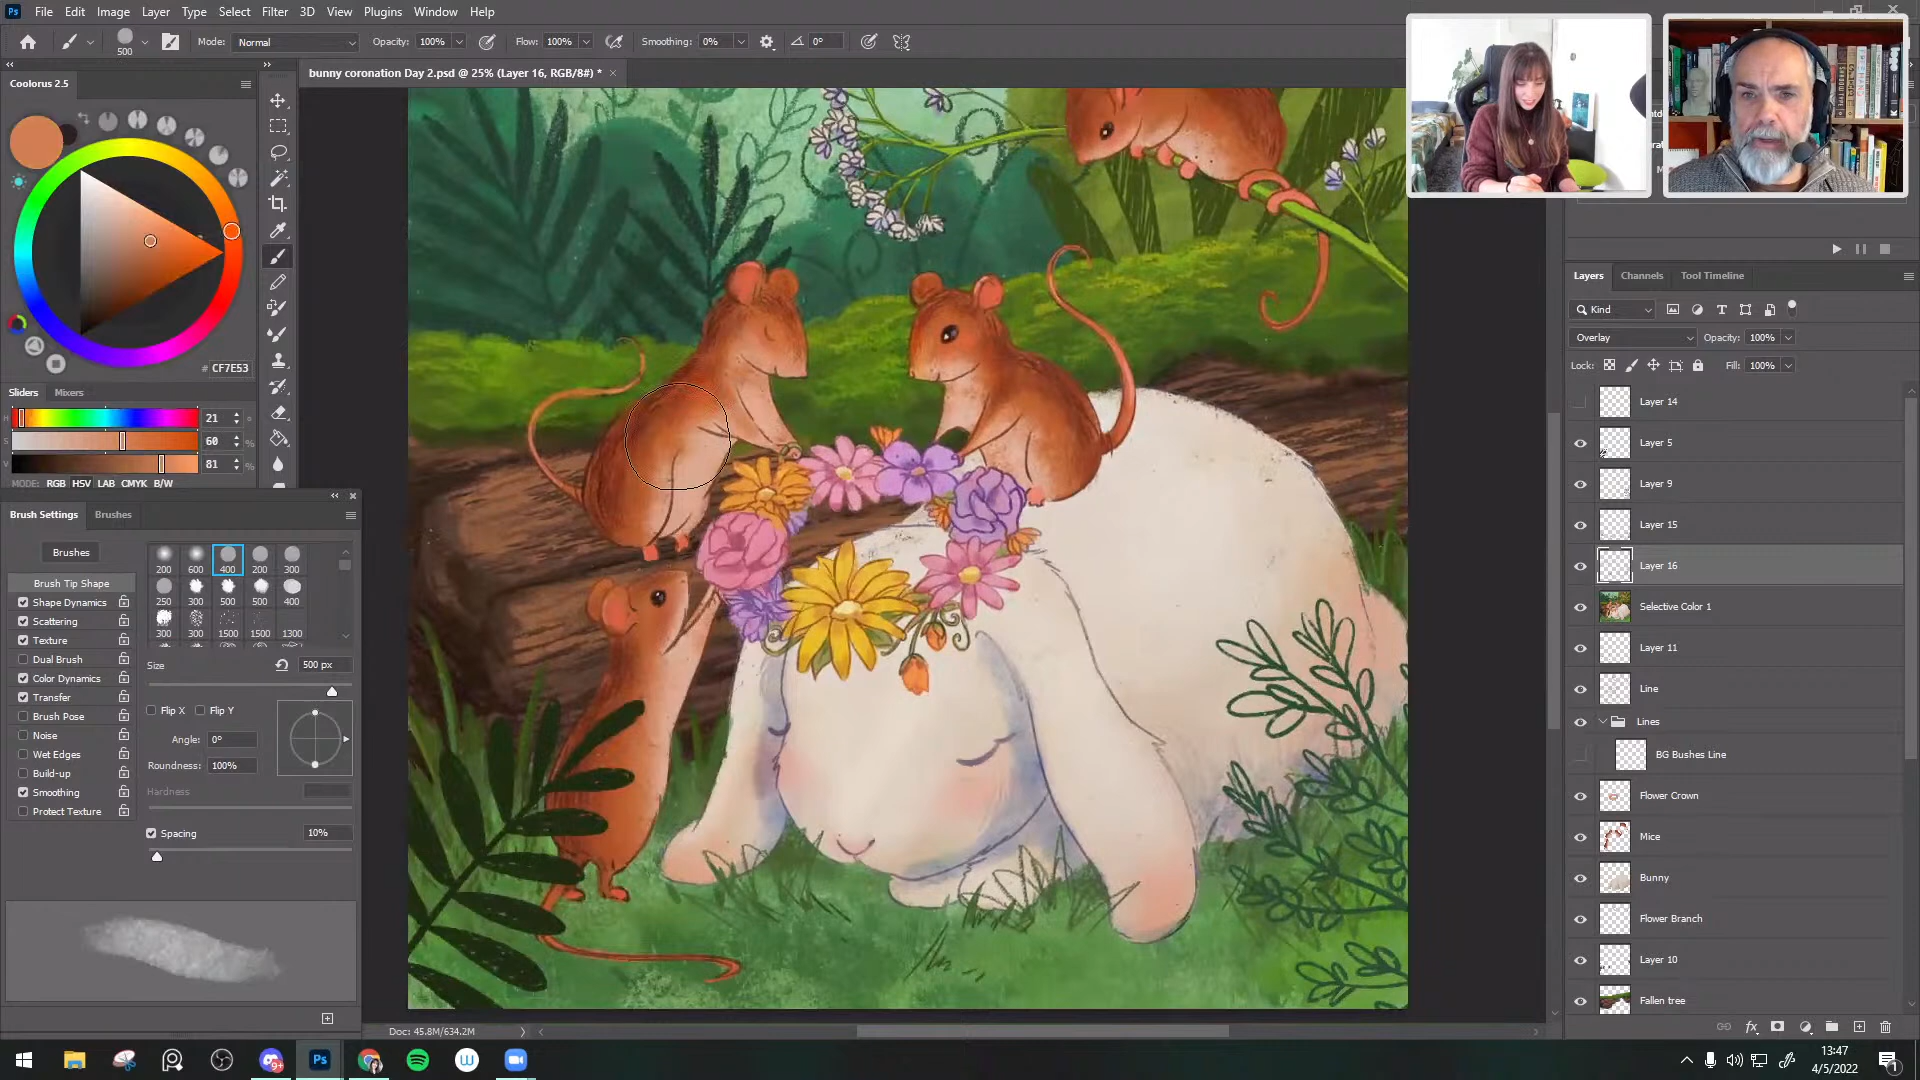 Ps File Edit Image Layer Type Select Filter 3D View Plugins Window Help
500 Mode: Normal Opacity: 100% Flow: 100% Smoothing: 0% 0°
Coolorus 2.5
bunny coronation Day 2.psd @ 25% (Layer 16, RGB/8#) *
# CF7E53
Sliders Mixers
H 21 °
S 60 %
V 81 %
MODE: RGB HSV LAB CMYK B/W
Brush Settings Brushes
Brushes
200 600 400 200 300
250 300 500 500 400
300 300 1500 1500 1300
Brush Tip Shape
Shape Dynamics
Scattering
Texture
Dual Brush
Color Dynamics
Transfer
Brush Pose
Noise
Wet Edges
Build-up
Smoothing
Protect Texture
Size 500 px
Flip X Flip Y
Angle: 0°
Roundness: 100%
Hardness
Spacing 10%
Layers Channels Tool Timeline
Kind
Overlay Opacity: 100%
Lock: Fill: 100%
Layer 14
Layer 5
Layer 9
Layer 15
Layer 16
Selective Color 1
Layer 11
Line
Lines
BG Bushes Line
Flower Crown
Mice
Bunny
Flower Branch
Layer 10
Fallen tree
fx
Doc: 45.8M/634.2M
9+ Ps W
13:47
4/5/2022
1